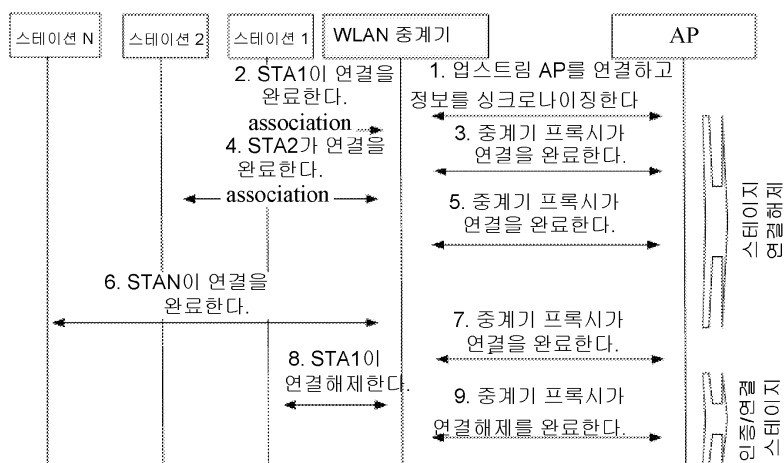 스테이션 N
스테이션 2
스테이션 1
WLAN 중계기
AP
1. 업스트림 AP를 연결하고
정보를 싱크로나이징한다
2. STA1이 연결을
완료한다.
association
3. 중계기 프록시가
연결을 완료한다.
4. STA2가 연결을
완료한다.
association
5. 중계기 프록시가
연결을 완료한다.
6. STAN이 연결을
완료한다.
7. 중계기 프록시가
연결을 완료한다.
8. STA1이
연결해제한다.
9. 중계기 프록시가
연결해제를 완료한다.
스테이지
연결해제
인증/연결
스테이지